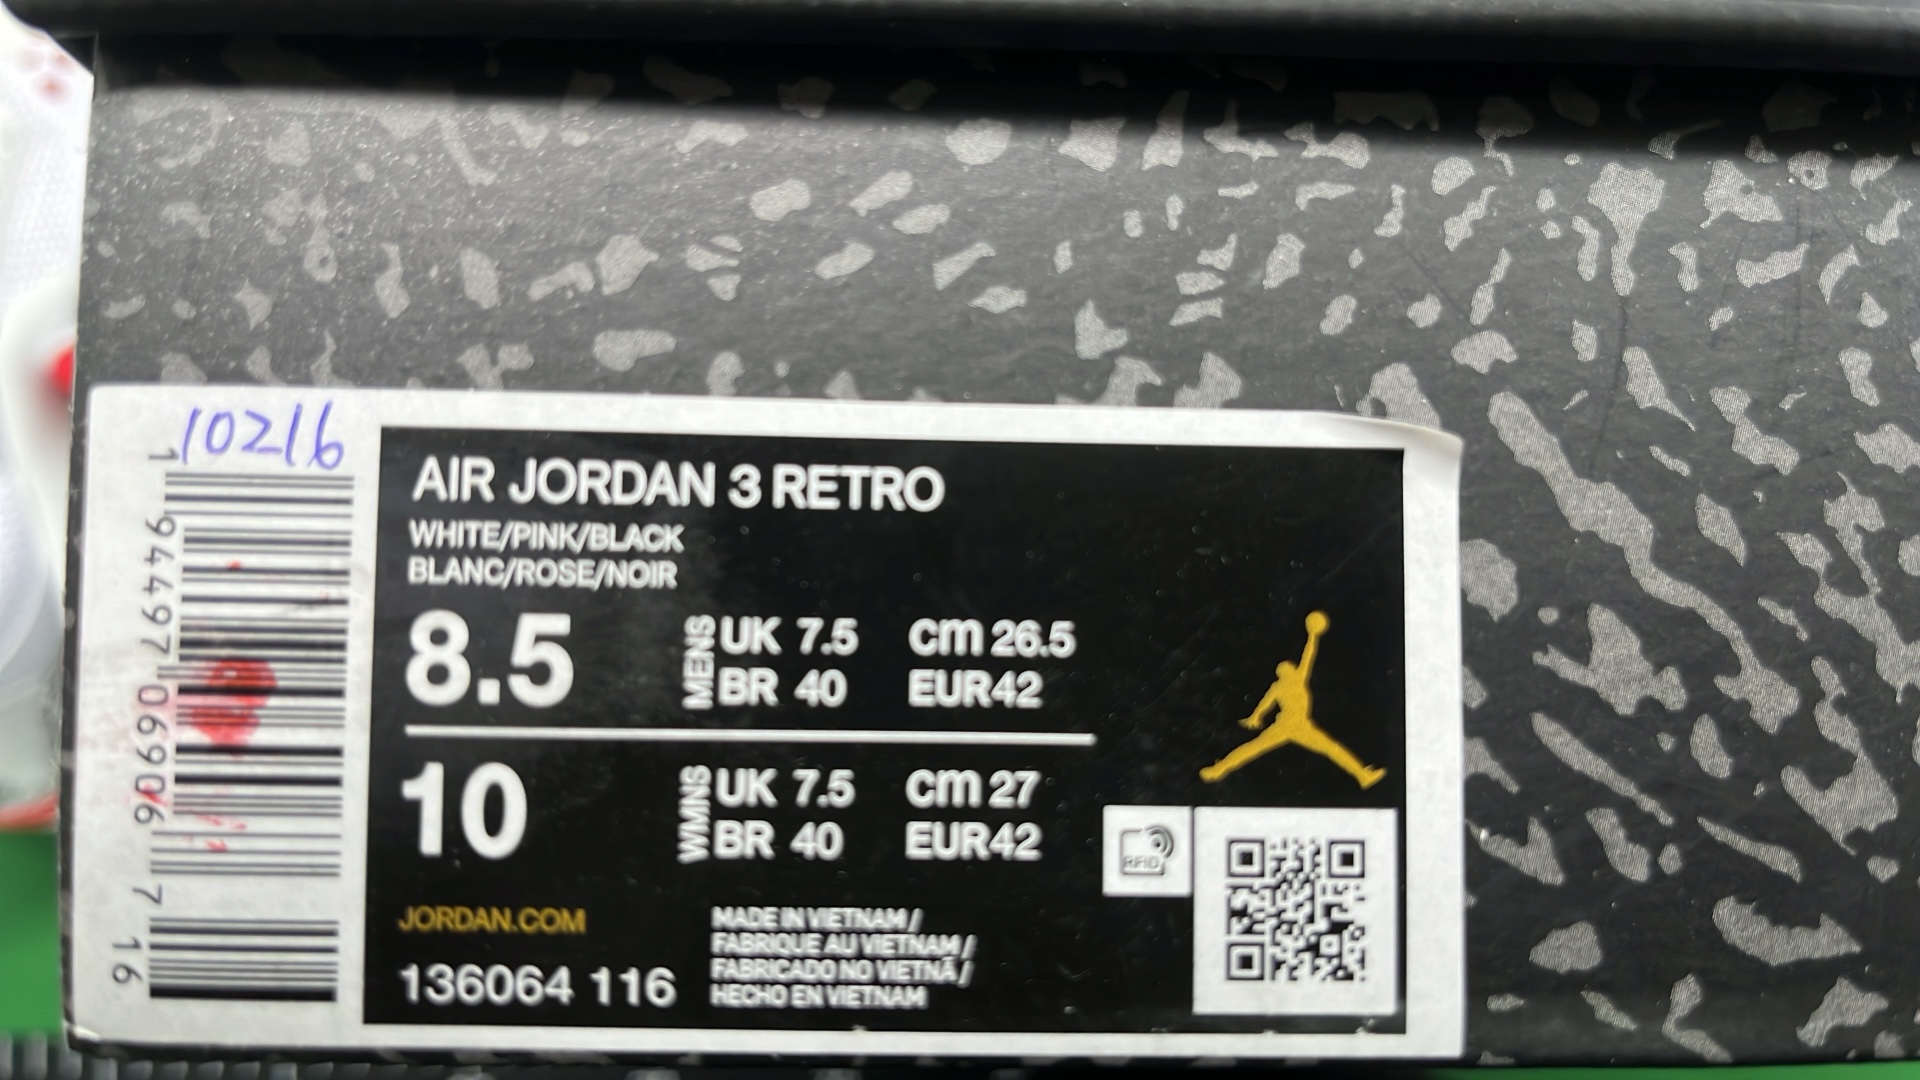 10216
1 94497 06906 7 16
AIR JORDAN 3 RETRO
WHITE/PINK/BLACK
BLANC/ROSE/NOIR
8.5 MENS UK 7.5 CM 26.5
BR 40 EUR42
10 WMNS UK 7.5 CM 27
BR 40 EUR42
RFID
JORDAN.COM
136064 116
MADE IN VIETNAM /
FABRIQUE AU VIETNAM /
FABRICADO NO VIETNÃ /
HECHO EN VIETNAM